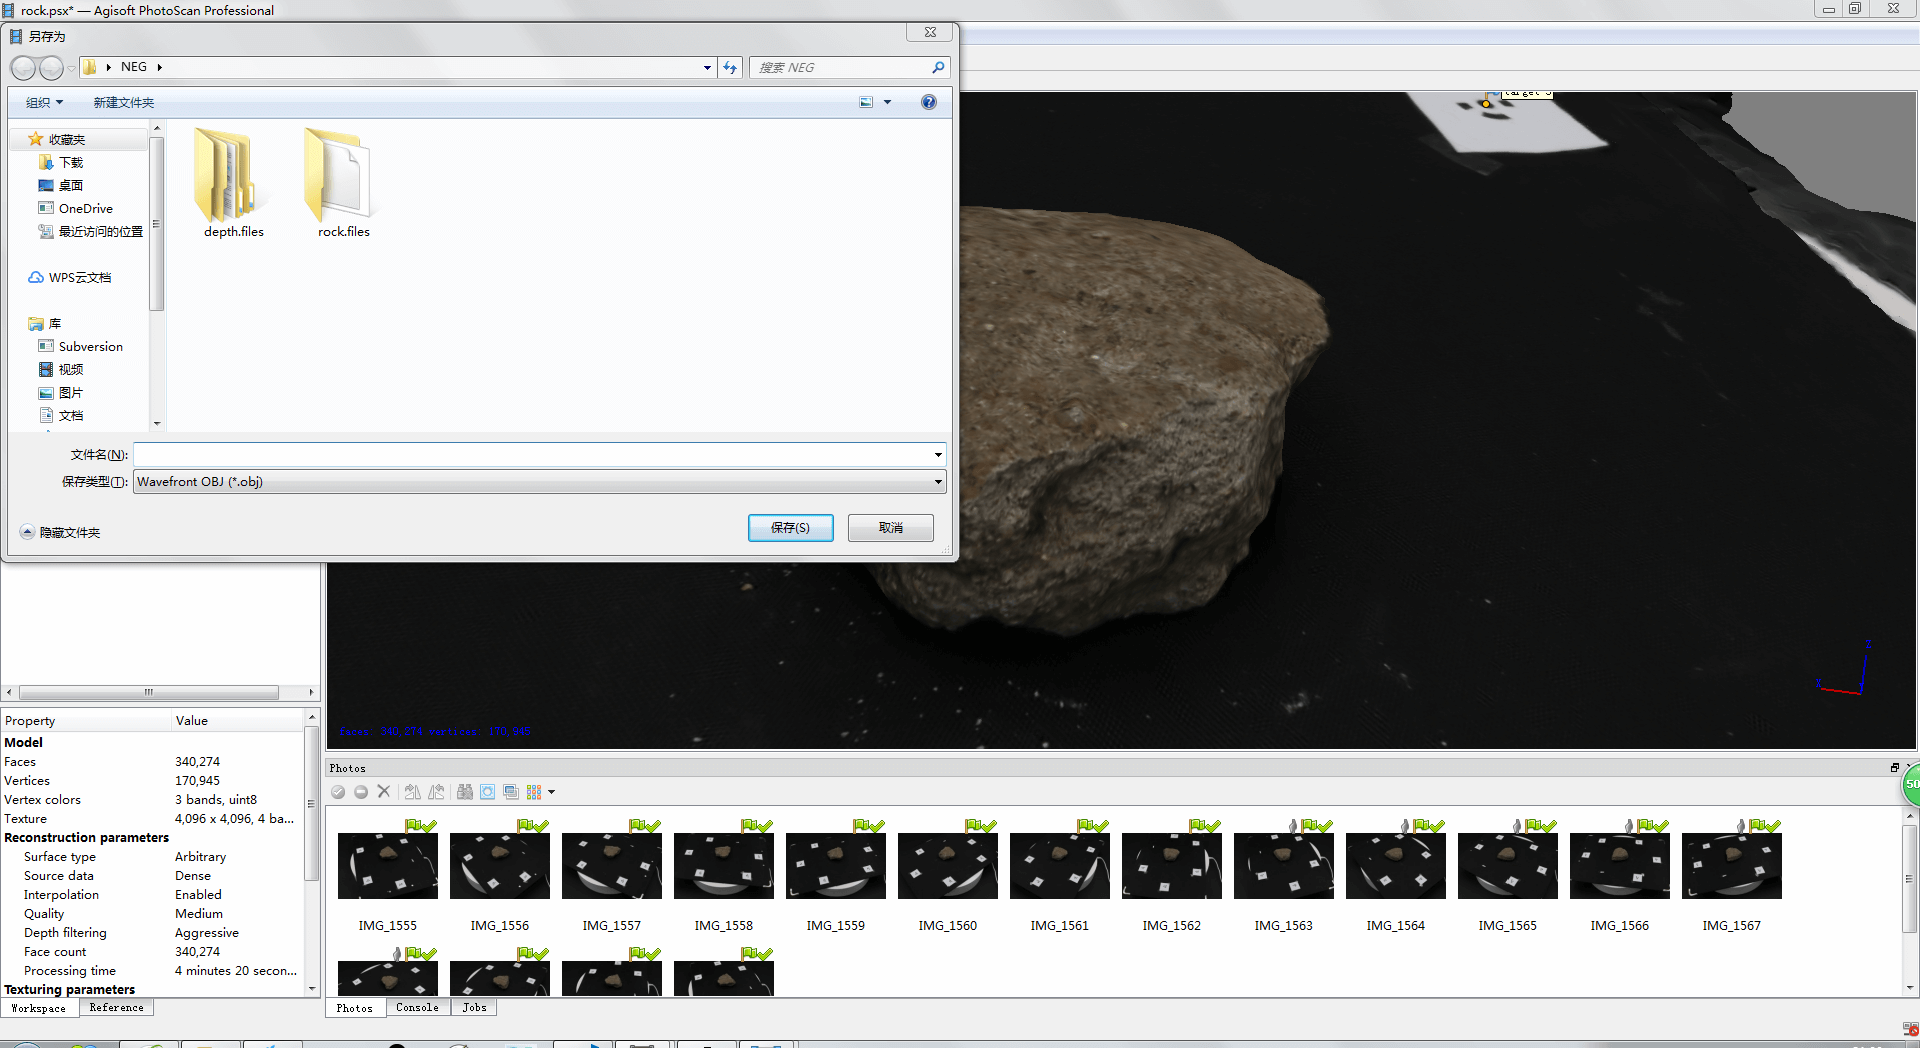 rock.psx* — Agisoft PhotoScan Professional
另存为
NEG
搜索 NEG
组织
新建文件夹
收藏夹
下载
桌面
OneDrive
最近访问的位置
WPS云文档
库
Subversion
视频
图片
文档
depth.files
rock.files
文件名(N):
保存类型(T): Wavefront OBJ (*.obj)
隐藏文件夹
保存(S)
取消
target 5
faces: 340,274 vertices: 170,945
Property Value
Model
Faces 340,274
Vertices 170,945
Vertex colors 3 bands, uint8
Texture 4,096 x 4,096, 4 ba...
Reconstruction parameters
Surface type Arbitrary
Source data Dense
Interpolation Enabled
Quality Medium
Depth filtering Aggressive
Face count 340,274
Processing time 4 minutes 20 secon...
Texturing parameters
Workspace Reference
Photos
50
IMG_1555 IMG_1556 IMG_1557 IMG_1558 IMG_1559 IMG_1560 IMG_1561 IMG_1562 IMG_1563 IMG_1564 IMG_1565 IMG_1566 IMG_1567
Photos Console Jobs